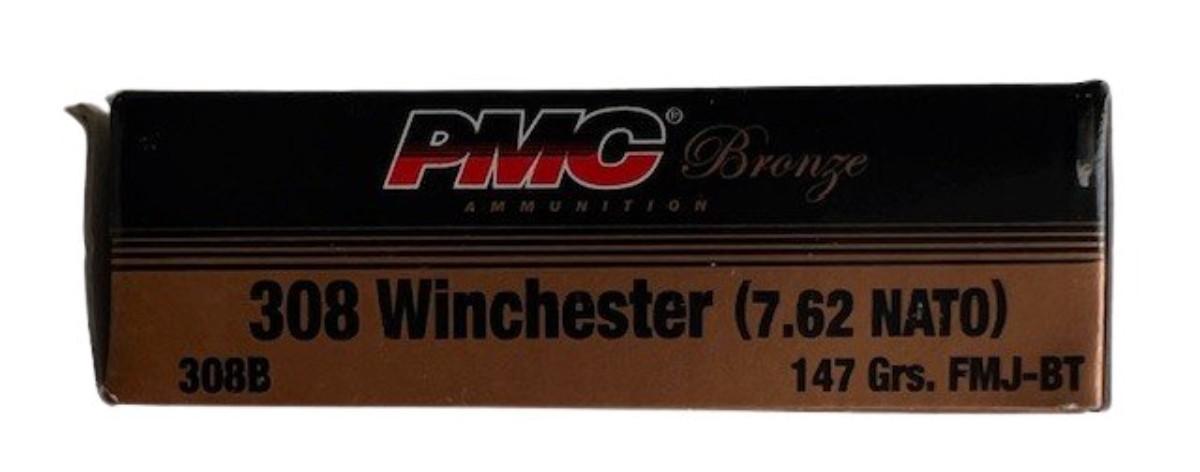 PMC® Bronze
AMMUNITION
308 Winchester (7.62 NATO)
308B 147 Grs. FMJ-BT